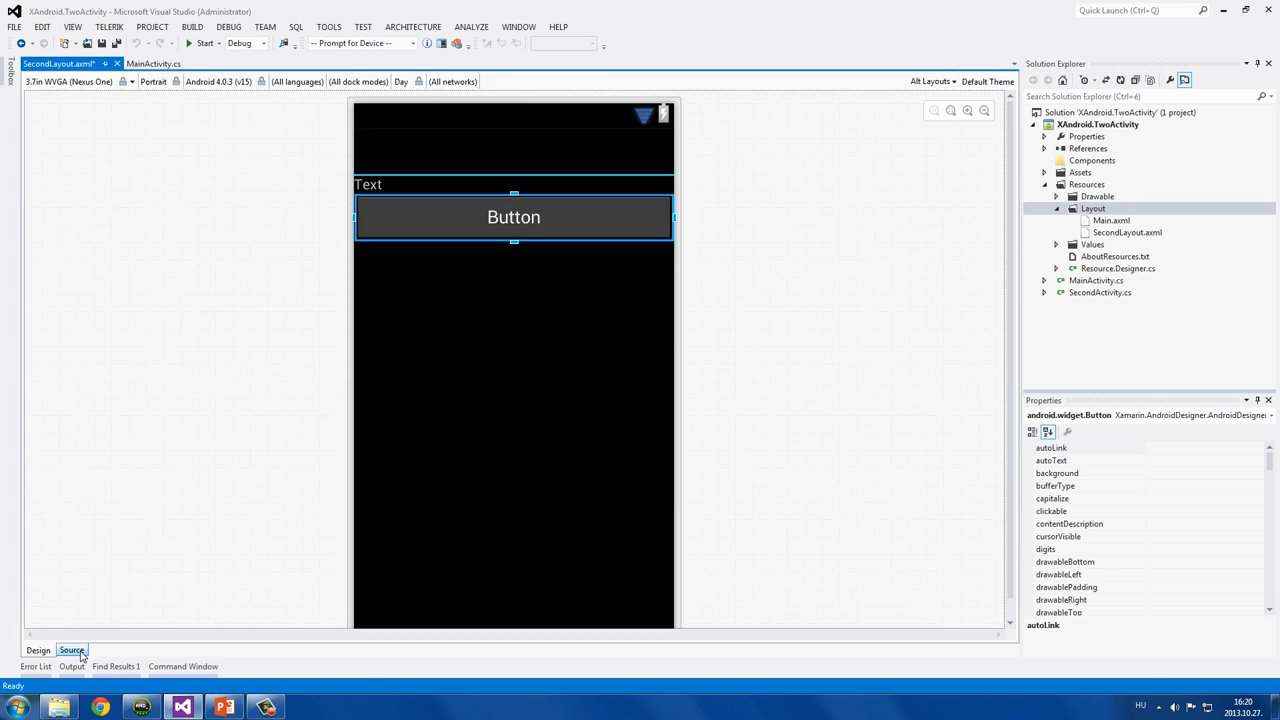 XAndroid.TwoActivity - Microsoft Visual Studio (Administrator)
Quick Launch (Ctrl+Q)
FILE EDIT VIEW TELERIK PROJECT BUILD DEBUG TEAM SQL TOOLS TEST ARCHITECTURE ANALYZE WINDOW HELP
Start Debug -- Prompt for Device --
SecondLayout.axml* MainActivity.cs
3.7in WVGA (Nexus One) Portrait Android 4.0.3 (v15) (All languages) (All dock modes) Day (All networks) Alt Layouts Default Theme
Toolbox
Text
Button
Solution Explorer
Search Solution Explorer (Ctrl+é)
Solution 'XAndroid.TwoActivity' (1 project)
XAndroid.TwoActivity
Properties
References
Components
Assets
Resources
Drawable
Layout
Main.axml
SecondLayout.axml
Values
AboutResources.txt
Resource.Designer.cs
MainActivity.cs
SecondActivity.cs
Properties
android.widget.Button Xamarin.AndroidDesigner.AndroidDesigner
autoLink
autoText
background
bufferType
capitalize
clickable
contentDescription
cursorVisible
digits
drawableBottom
drawableLeft
drawablePadding
drawableRight
drawableTop
autoLink
Design Source
Error List Output Find Results 1 Command Window
Ready
HU 16:20
2013.10.27.